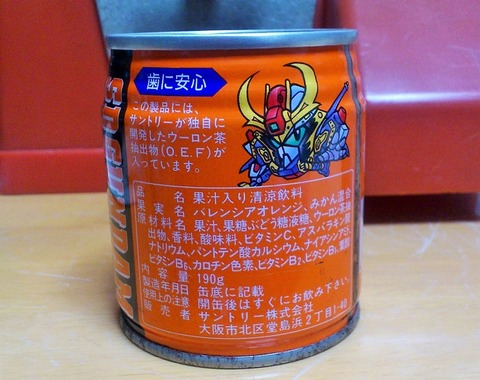 歯に安心
この製品には、
サントリーが独自に
開発したウーロン茶
抽出物(O.E.F)が
入っています。
品名 果汁入り清涼飲料
果実名 バレンシアオレンジ、みかん混合
原材料名 果汁、果糖ぶどう糖液糖、ウーロン茶抽
出物、香料、酸味料、ビタミンC、アスパラギン酸
ナトリウム、パントテン酸カルシウム、ナイアシンアミド、
ビタミンB₆、カロチン色素、ビタミンB₂、ビタミンB₁、葉酸
内容量 190g
製造年月日 缶底に記載
使用上の注意 開缶後はすぐにお飲み下さい。
販売者 サントリー株式会社
大阪市北区堂島浜2丁目1-40